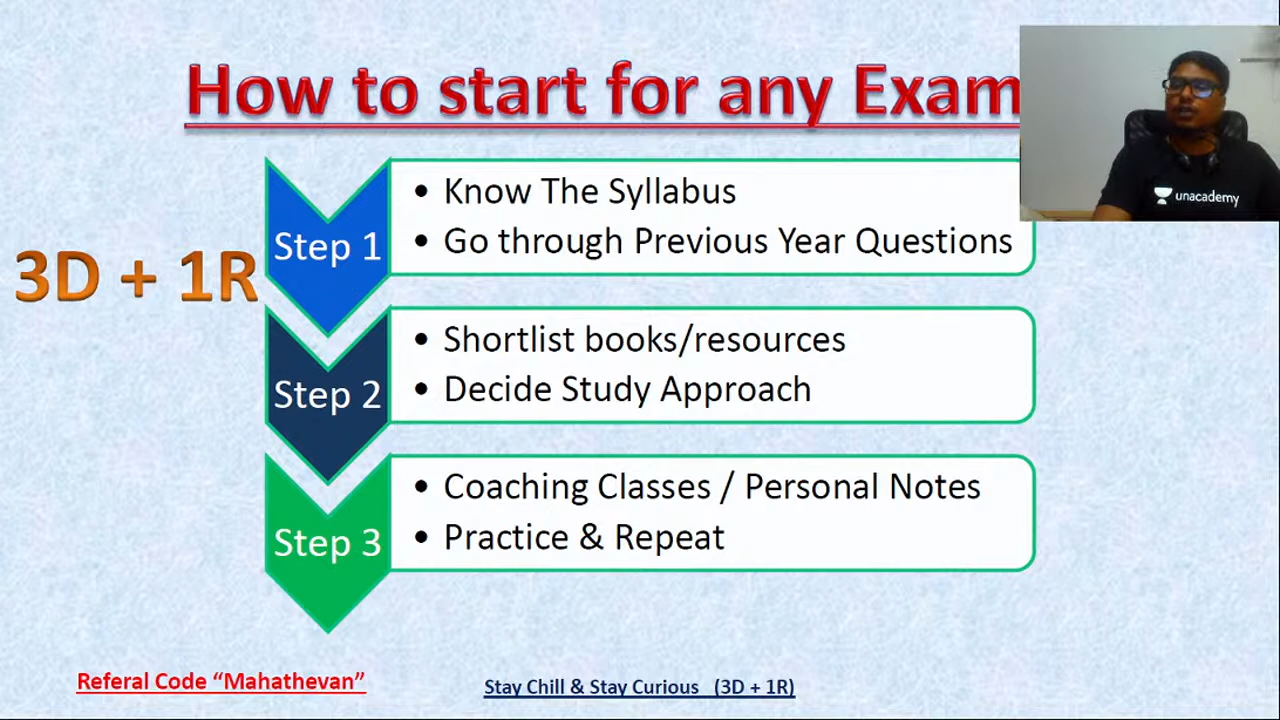 How to start for any Exam
unacademy
3D + 1R
Step 1
• Know The Syllabus
• Go through Previous Year Questions
Step 2
• Shortlist books/resources
• Decide Study Approach
Step 3
• Coaching Classes / Personal Notes
• Practice & Repeat
Referal Code “Mahathevan”
Stay Chill & Stay Curious (3D + 1R)